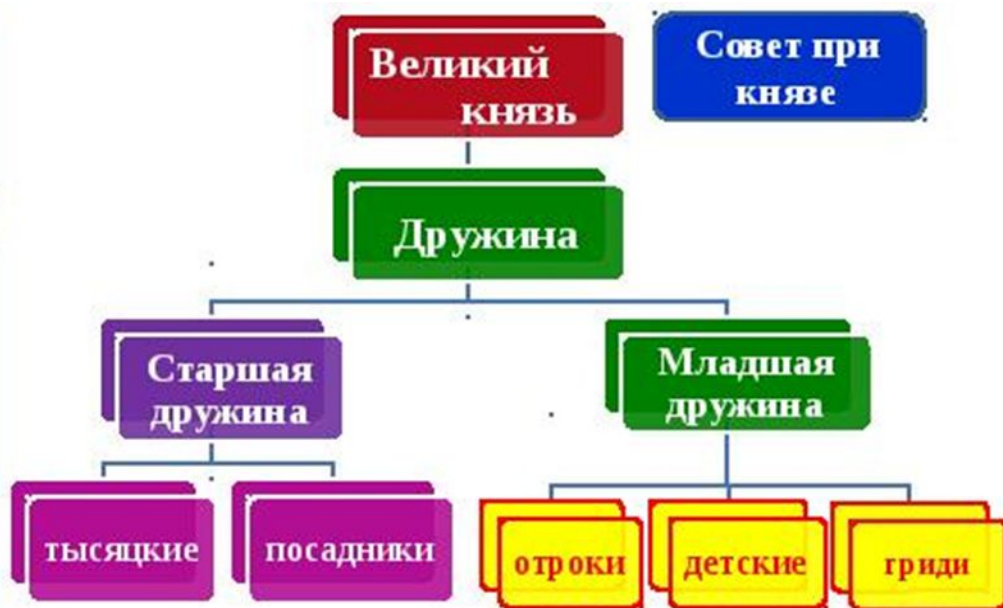 Великий
князь
Совет при
князе
Дружина
Старшая
дружина
Младшая
дружина
тысяцкие
посадники
отроки
детские
гриди